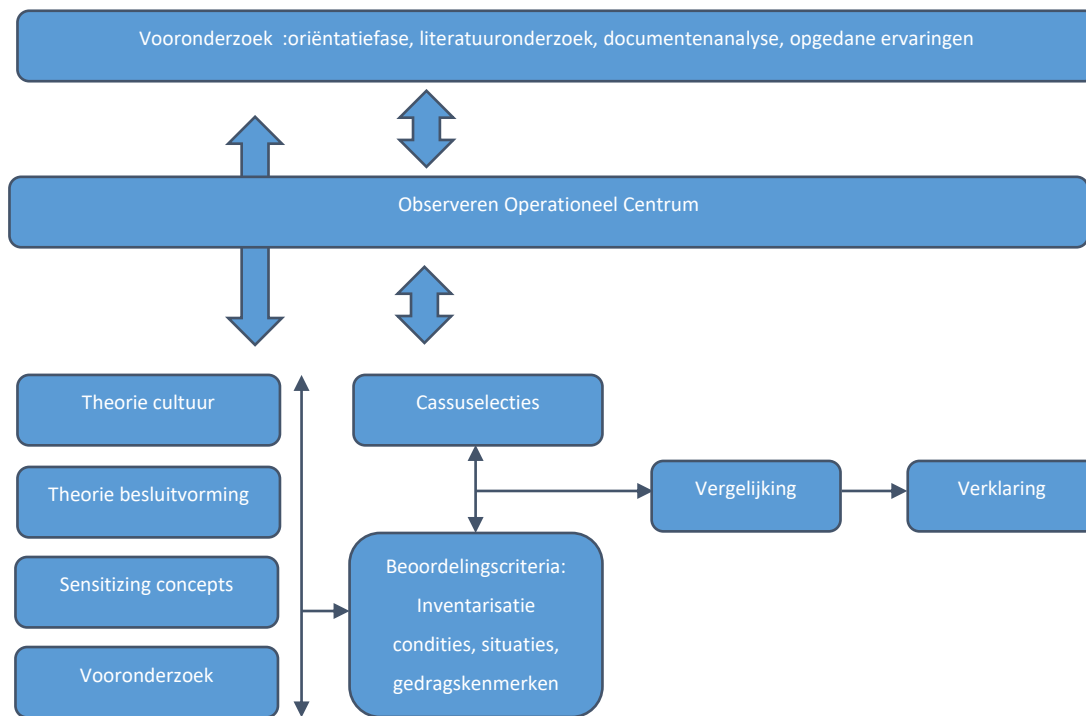 Vooronderzoek :oriëntatiefase, literatuuronderzoek, documentenanalyse, opgedane ervaringen
Observeren Operationeel Centrum
Theorie cultuur
Cassuselecties
Theorie besluitvorming
Vergelijking
Verklaring
Sensitizing concepts
Beoordelingscriteria:
Inventarisatie
condities, situaties,
gedragskenmerken
Vooronderzoek